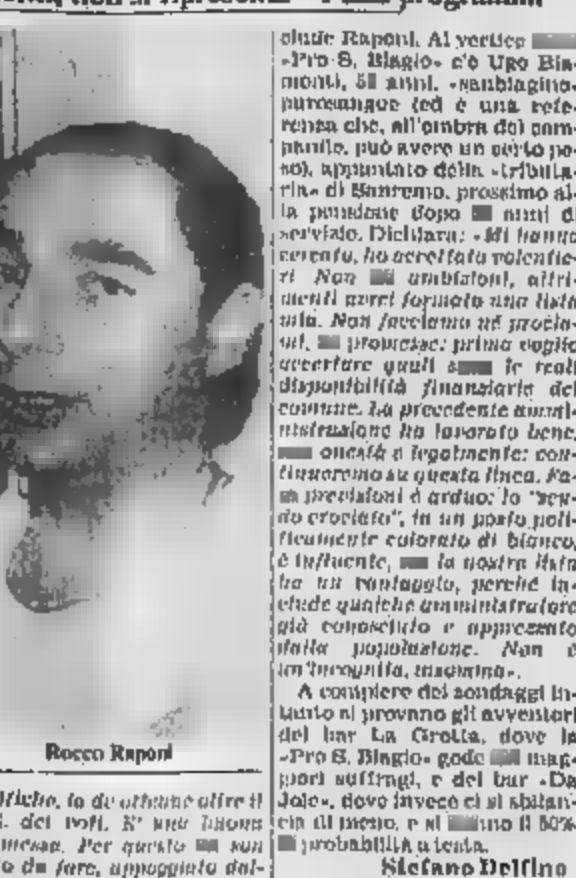 programmi
clude Raponi. Al vertice
«Pro S. Biagio» c'è Ugo Bia-
monti, 5 anni, «sanbiagino»
purosangue (ed è una refe-
renza che, all'ombra del cam-
panile, può avere un certo pe-
so), appuntato della «tributa-
ria» di Sanremo, prossimo al-
la pensione dopo anni di
servizio. Dichiara: «Mi hanno
cercato, ho accettato volentie-
ri. Non ambizioni, altri-
menti avrei formato una lista
mia. Non facciamo né procla-
mi, promesse: prima voglio
accertare quali le reali
disponibilità finanziarie del
comune. La precedente ammi-
nistrazione ha lavorato bene,
onestà e legalmente: con-
tinueremo su questa linea. Fa-
re previsioni è arduo: lo "scu-
do crociato", in un posto poli-
ticamente colorato di bianco,
è influente, la nostra lista
ha un vantaggio, perché in-
clude qualche amministratore
già conosciuto e apprezzato
dalla popolazione. Non è
un'incognita, insomma».
A compiere dei sondaggi in-
tanto si provano gli avventori
del bar La Grotta, dove la
«Pro S. Biagio» gode mag-
giori suffragi, e del bar «Da
Jole», dove invece ci si sbilan-
cia di meno, e si il 50%
probabilità a testa.
Stefano Delfino
Rocco Raponi
oltre il
dei voti. E' una buona
Per questo son
da fare, appoggiato dal-